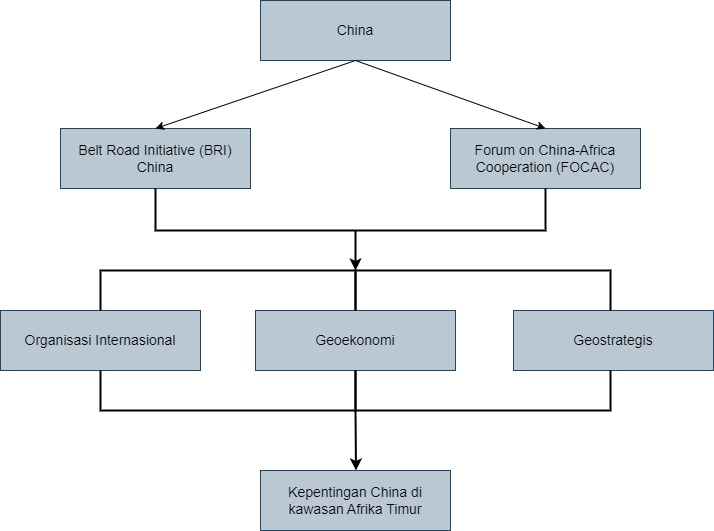 China
Belt Road Initiative (BRI)
China
Forum on China-Africa
Cooperation (FOCAC)
Organisasi Internasional
Geoekonomi
Geostrategis
Kepentingan China di
kawasan Afrika Timur